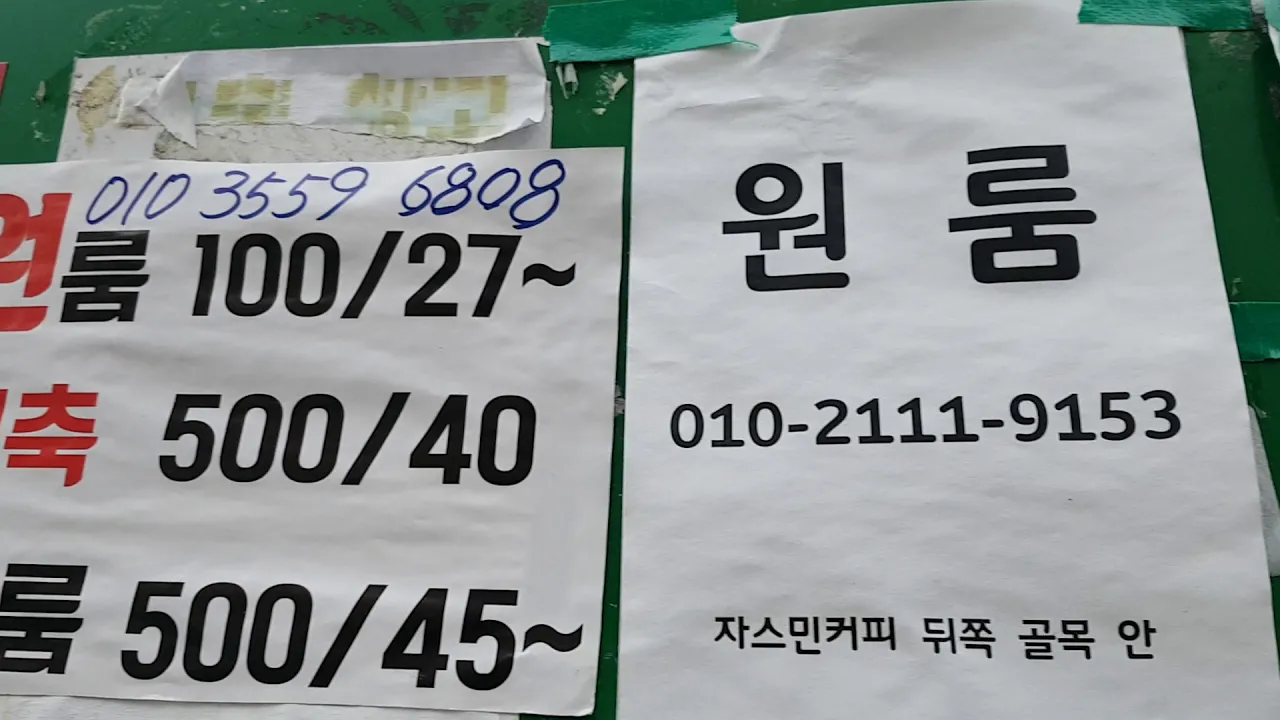 010 3559 6808
원룸 100/27~
축 500/40
룸 500/45~
원 룸
010-2111-9153
자스민커피 뒤쪽 골목 안